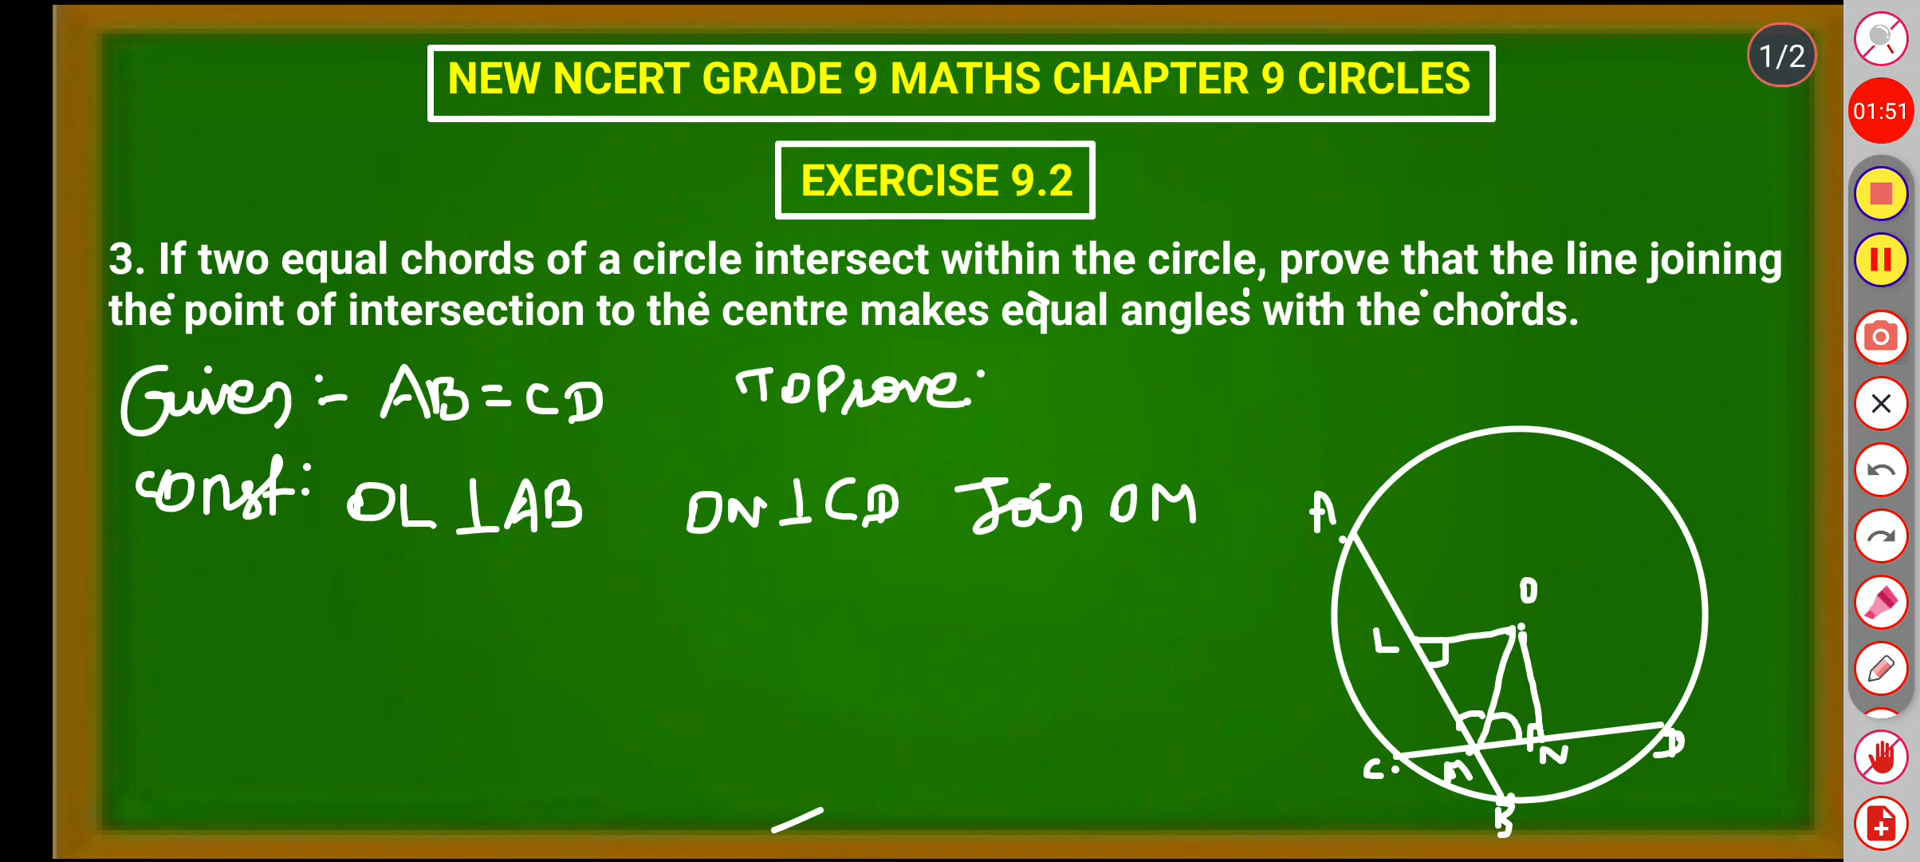 NEW NCERT GRADE 9 MATHS CHAPTER 9 CIRCLES
1/2
01:51
EXERCISE 9.2
3. If two equal chords of a circle intersect within the circle, prove that the line joining
the point of intersection to the centre makes equal angles with the chords.
Given :- AB = CD To Prove:
const: OL ⊥ AB ON ⊥ CD Join OM
A
O
L
C
M
N
D
B